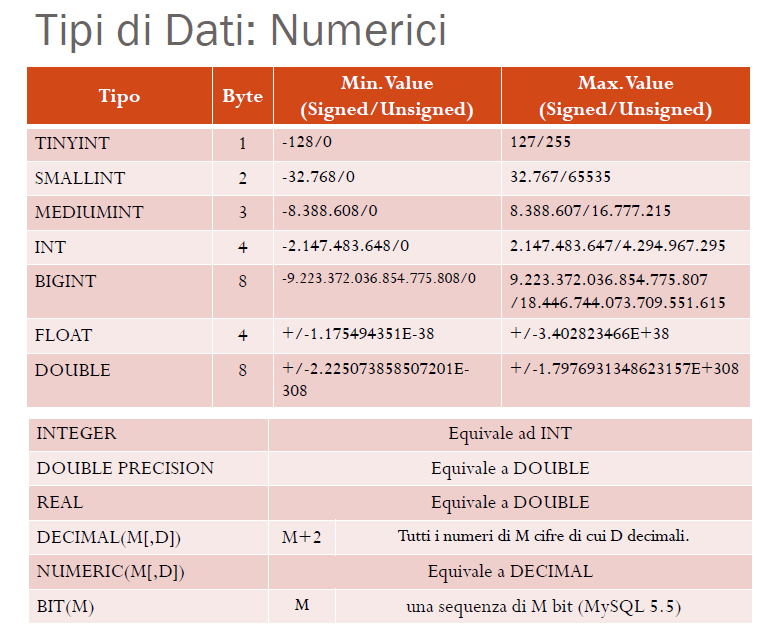 Tipi di Dati: Numerici
Tipo Byte Min. Value (Signed/Unsigned) Max. Value (Signed/Unsigned)
TINYINT 1 -128/0 127/255
SMALLINT 2 -32.768/0 32.767/65535
MEDIUMINT 3 -8.388.608/0 8.388.607/16.777.215
INT 4 -2.147.483.648/0 2.147.483.647/4.294.967.295
BIGINT 8 -9.223.372.036.854.775.808/0 9.223.372.036.854.775.807
/18.446.744.073.709.551.615
FLOAT 4 +/-1.175494351E-38 +/-3.402823466E+38
DOUBLE 8 +/-2.225073858507201E- +/-1.7976931348623157E+308
308
INTEGER Equivale ad INT
DOUBLE PRECISION Equivale a DOUBLE
REAL Equivale a DOUBLE
DECIMAL(M[,D]) M+2 Tutti i numeri di M cifre di cui D decimali.
NUMERIC(M[,D]) Equivale a DECIMAL
BIT(M) M una sequenza di M bit (MySQL 5.5)